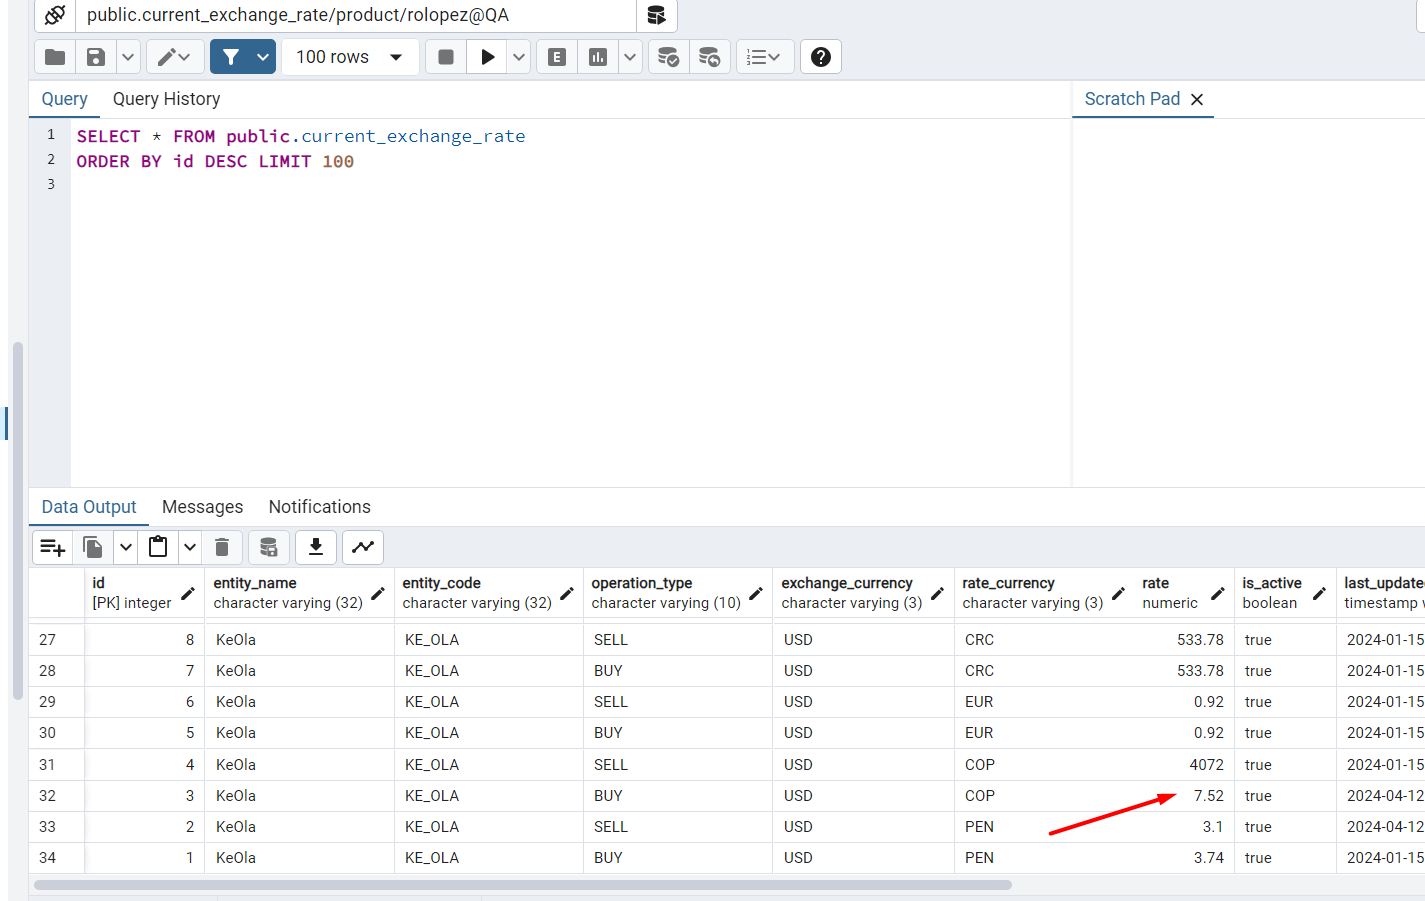 public.current_exchange_rate/product/rolopez@QA
100 rows
E
Query Query History Scratch Pad
1 SELECT * FROM public.current_exchange_rate
2 ORDER BY id DESC LIMIT 100
3
Data Output Messages Notifications
id entity_name entity_code operation_type exchange_currency rate_currency rate is_active last_update
[PK] integer character varying (32) character varying (32) character varying (10) character varying (3) character varying (3) numeric boolean timestamp
27 8 KeOla KE_OLA SELL USD CRC 533.78 true 2024-01-15
28 7 KeOla KE_OLA BUY USD CRC 533.78 true 2024-01-15
29 6 KeOla KE_OLA SELL USD EUR 0.92 true 2024-01-15
30 5 KeOla KE_OLA BUY USD EUR 0.92 true 2024-01-15
31 4 KeOla KE_OLA SELL USD COP 4072 true 2024-01-15
32 3 KeOla KE_OLA BUY USD COP 7.52 true 2024-04-12
33 2 KeOla KE_OLA SELL USD PEN 3.1 true 2024-04-12
34 1 KeOla KE_OLA BUY USD PEN 3.74 true 2024-01-15